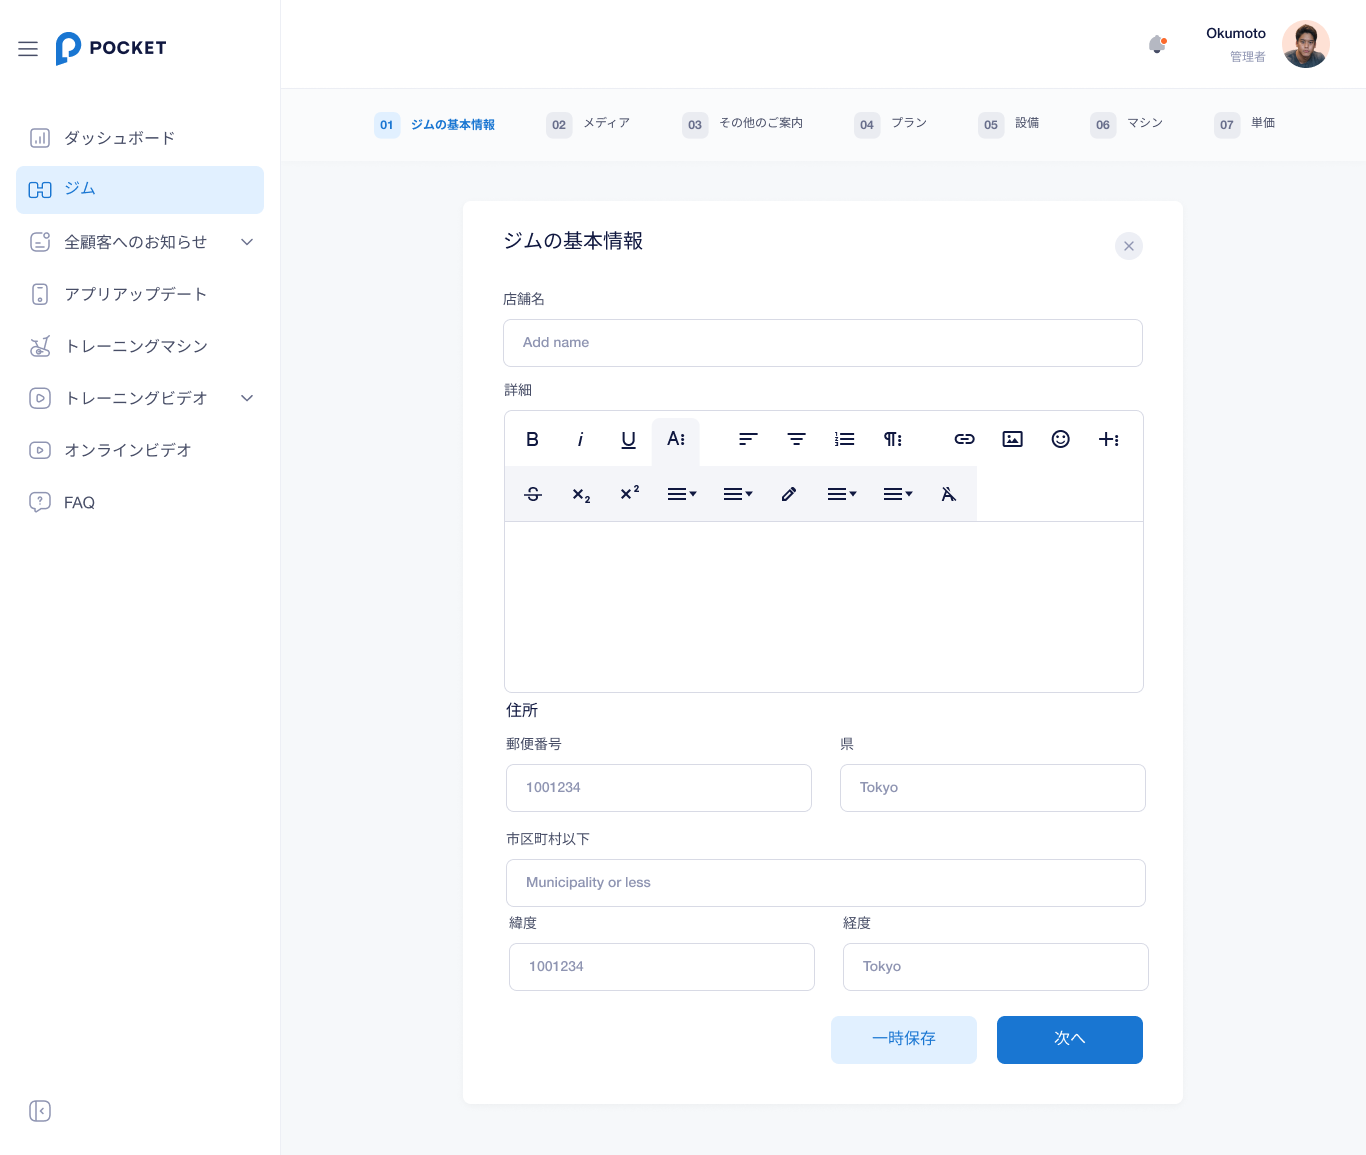 POCKET
Okumoto
管理者
ダッシュボード
ジム
全顧客へのお知らせ
アプリアップデート
トレーニングマシン
トレーニングビデオ
オンラインビデオ
FAQ
01 ジムの基本情報
02 メディア
03 その他のご案内
04 プラン
05 設備
06 マシン
07 単価
ジムの基本情報
店舗名
Add name
詳細
住所
郵便番号
県
1001234
Tokyo
市区町村以下
Municipality or less
緯度
経度
1001234
Tokyo
一時保存
次へ